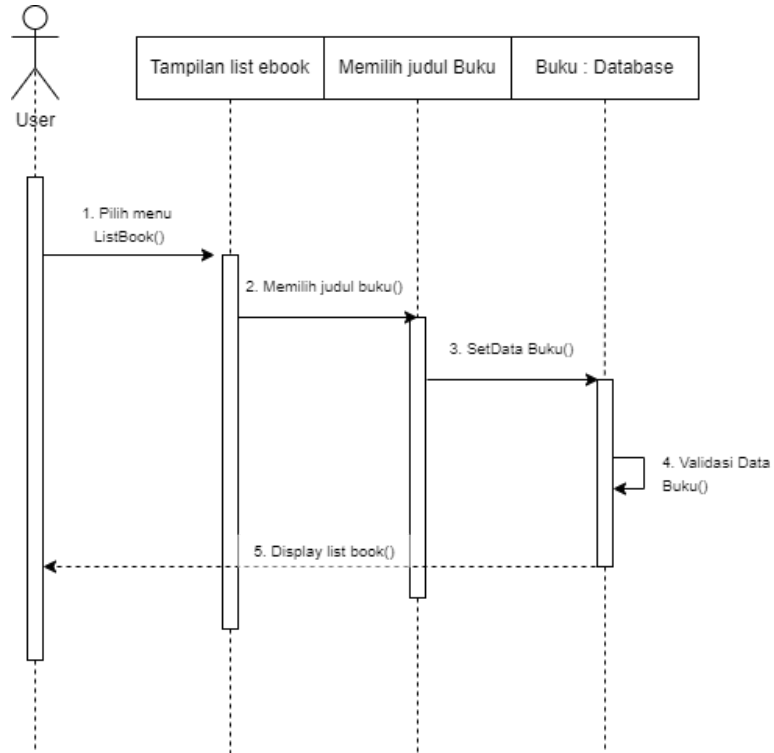 Tampilan list ebook
Memilih judul Buku
Buku : Database
User
1. Pilih menu
ListBook()
2. Memilih judul buku()
3. SetData Buku()
4. Validasi Data
Buku()
5. Display list book()